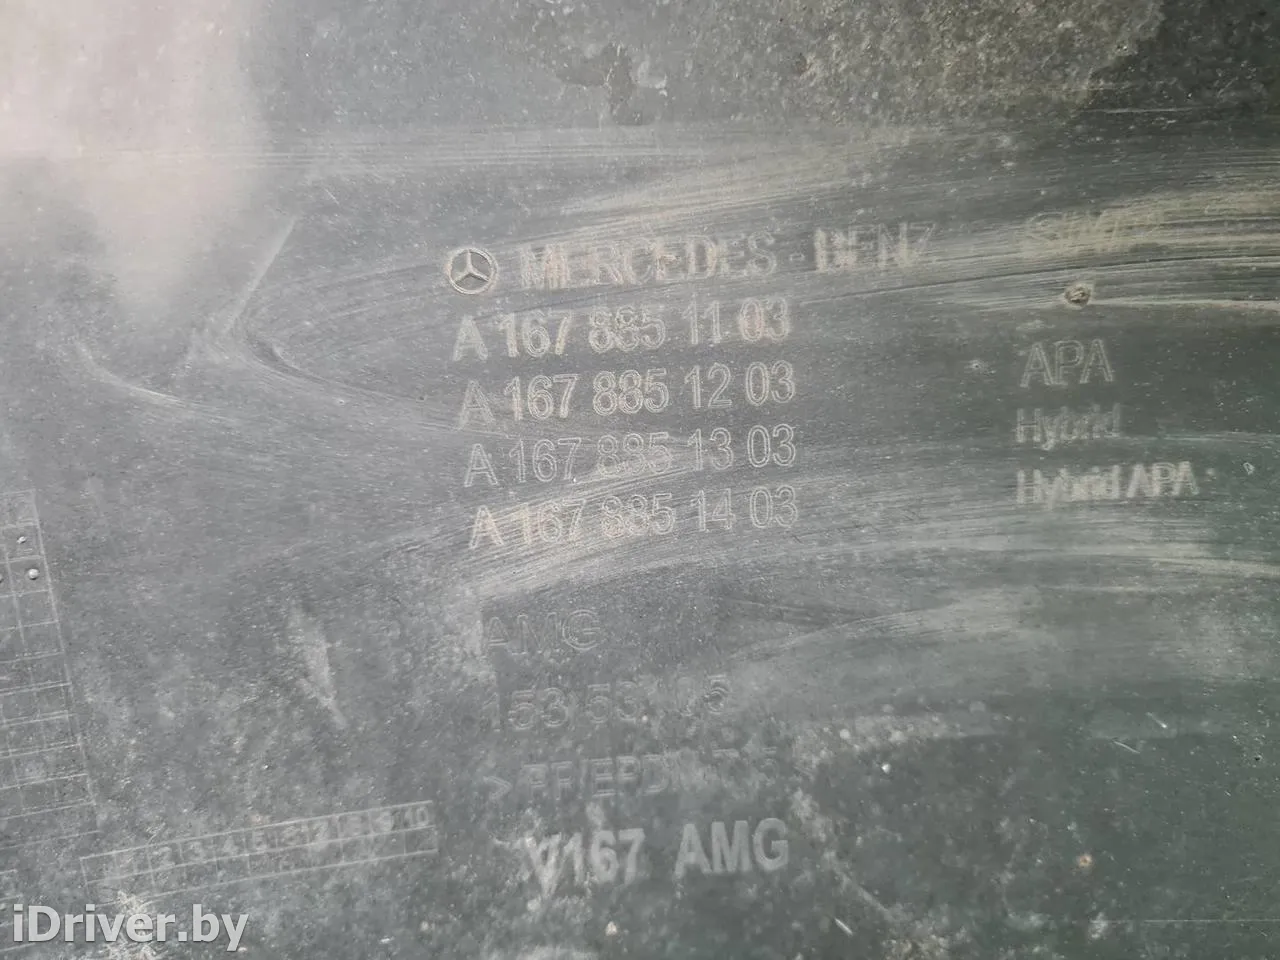 MERCEDES-BENZ
A 167 885 11 03
A 167 885 12 03 APA
A 167 885 13 03 Hybrid
A 167 885 14 03 Hybrid APA
AMG
V167 AMG
iDriver.by